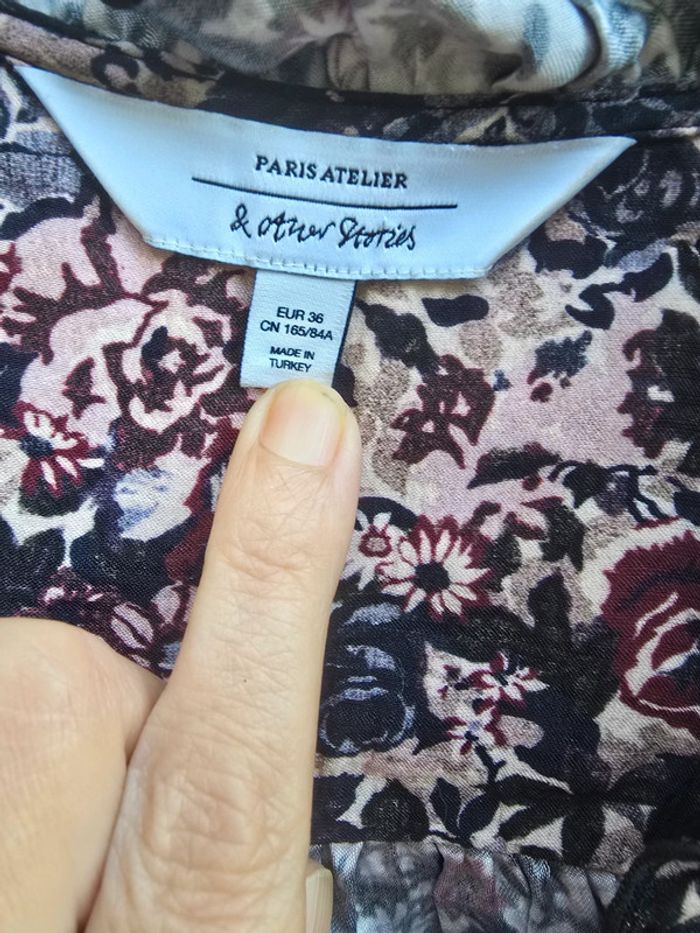 PARIS ATELIER
& other Stories
EUR 36
CN 165/84A
MADE IN
TURKEY